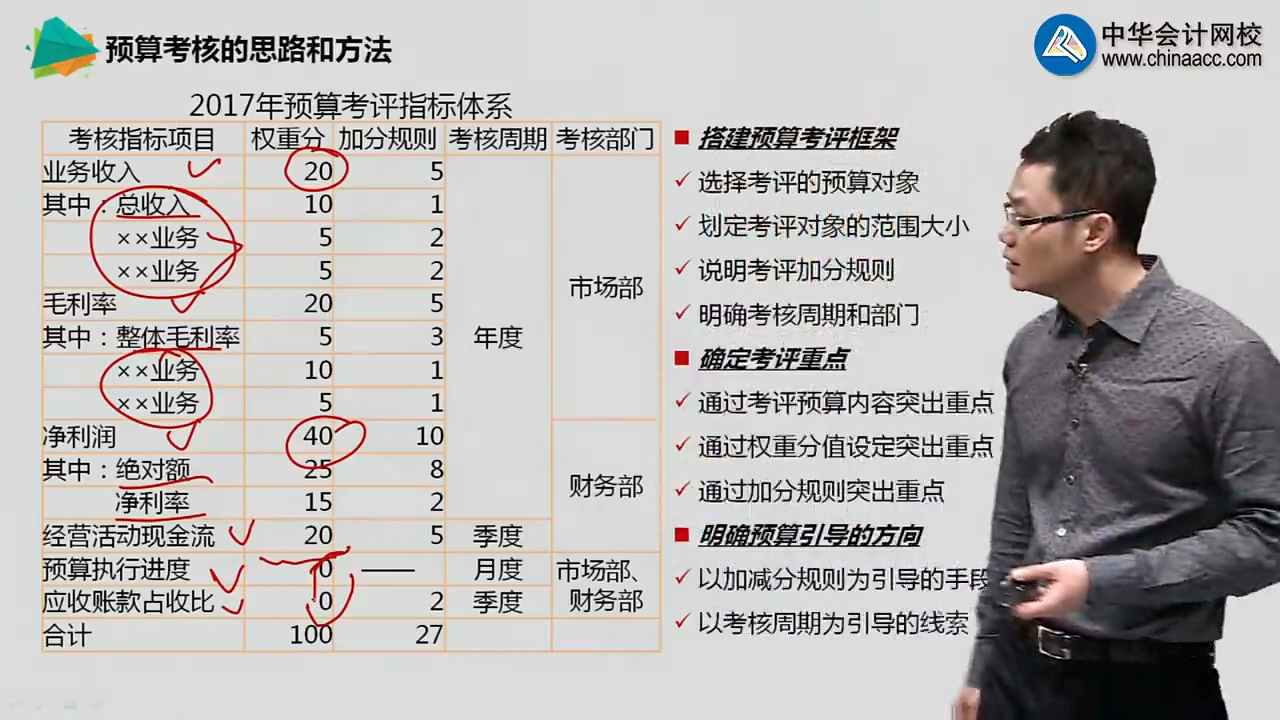 预算考核的思路和方法
中华会计网校
www.chinaacc.com
2017年预算考评指标体系
考核指标项目 权重分 加分规则 考核周期 考核部门
业务收入 20 5
其中：总收入 10 1
××业务 5 2
××业务 5 2
毛利率 20 5
其中：整体毛利率 5 3
××业务 10 1
××业务 5 1
年度
市场部
净利润 40 10
其中：绝对额 25 8
净利率 15 2
经营活动现金流 20 5 季度
财务部
预算执行进度 0 —— 月度
应收账款占收比 0 2 季度
市场部、
财务部
合计 100 27
搭建预算考评框架
选择考评的预算对象
划定考评对象的范围大小
说明考评加分规则
明确考核周期和部门
确定考评重点
通过考评预算内容突出重点
通过权重分值设定突出重点
通过加分规则突出重点
明确预算引导的方向
以加减分规则为引导的手段
以考核周期为引导的线索